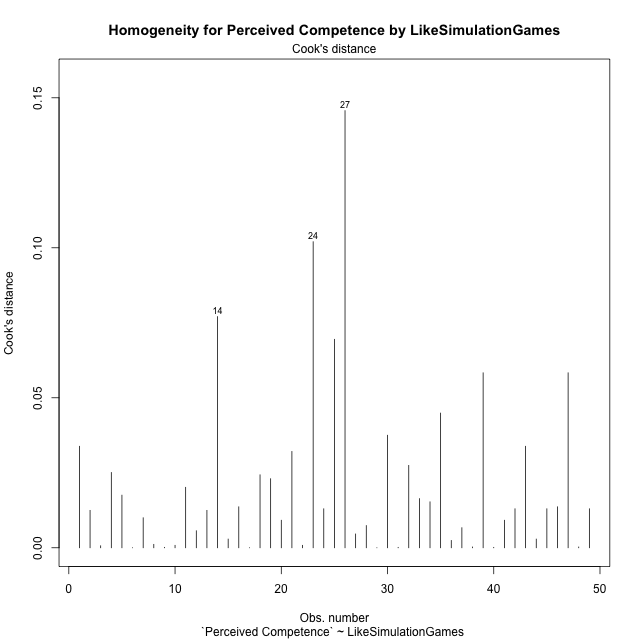 Homogeneity for Perceived Competence by LikeSimulationGames
Cook's distance
27
24
14
0.15
0.10
0.05
0.00
Cook's distance
0 10 20 30 40 50
Obs. number
`Perceived Competence` ~ LikeSimulationGames